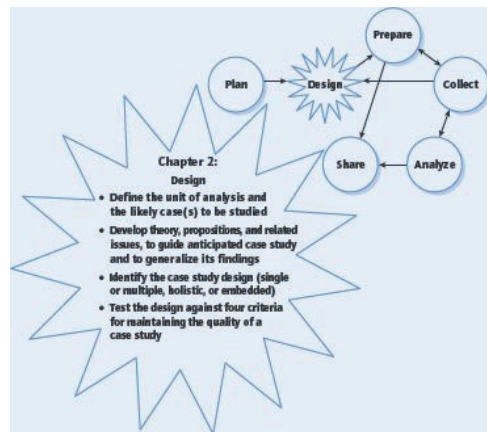 Prepare
Plan
Design
Collect
Share
Analyze
Chapter 2:
Design
• Define the unit of analysis and
the likely case(s) to be studied
• Develop theory, propositions, and related
issues, to guide anticipated case study
and to generalize its findings
• Identify the case study design (single
or multiple, holistic, or embedded)
• Test the design against four criteria
for maintaining the quality of a
case study